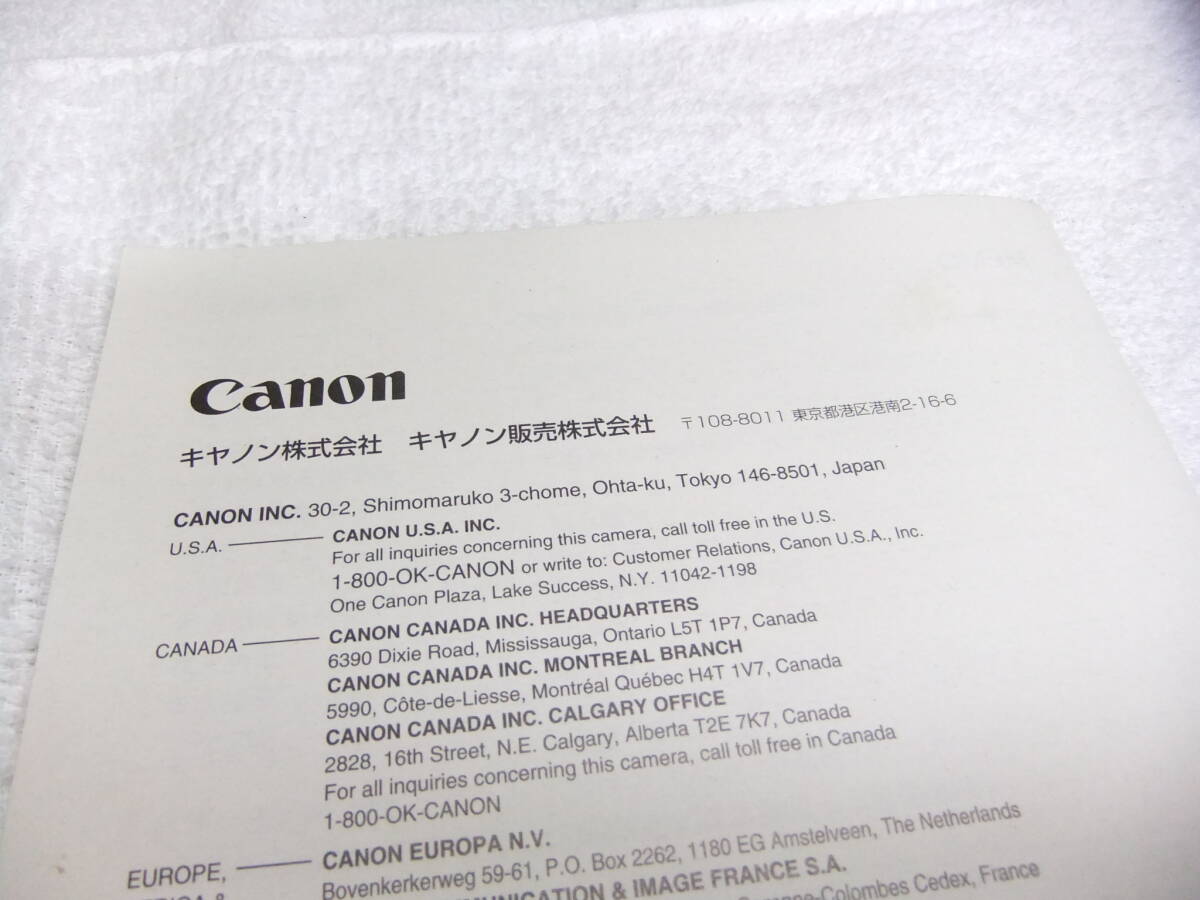 Canon
キヤノン株式会社 キヤノン販売株式会社 〒108-8011 東京都港区港南2-16-6
CANON INC. 30-2, Shimomaruko 3-chome, Ohta-ku, Tokyo 146-8501, Japan
U.S.A. CANON U.S.A. INC.
For all inquiries concerning this camera, call toll free in the U.S.
1-800-OK-CANON or write to: Customer Relations, Canon U.S.A., Inc.
One Canon Plaza, Lake Success, N.Y. 11042-1198
CANADA CANON CANADA INC. HEADQUARTERS
6390 Dixie Road, Mississauga, Ontario L5T 1P7, Canada
CANON CANADA INC. MONTREAL BRANCH
5990, Côte-de-Liesse, Montréal Québec H4T 1V7, Canada
CANON CANADA INC. CALGARY OFFICE
2828, 16th Street, N.E. Calgary, Alberta T2E 7K7, Canada
For all inquiries concerning this camera, call toll free in Canada
1-800-OK-CANON
EUROPE, CANON EUROPA N.V.
Bovenkerkerweg 59-61, P.O. Box 2262, 1180 EG Amstelveen, The Netherlands
& IMAGE FRANCE S.A.
Cedex, France